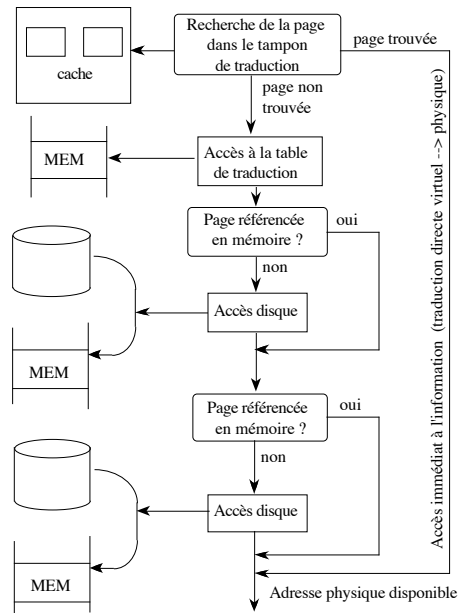 Recherche de la page
dans le tampon
de traduction
page trouvée
cache
page non
trouvée
Accès à la table
de traduction
MEM
Page référencée
en mémoire ?
oui
non
Accès disque
MEM
Page référencée
en mémoire ?
oui
non
Accès disque
MEM
Accès immédiat à l'information (traduction directe virtuel --> physique)
Adresse physique disponible